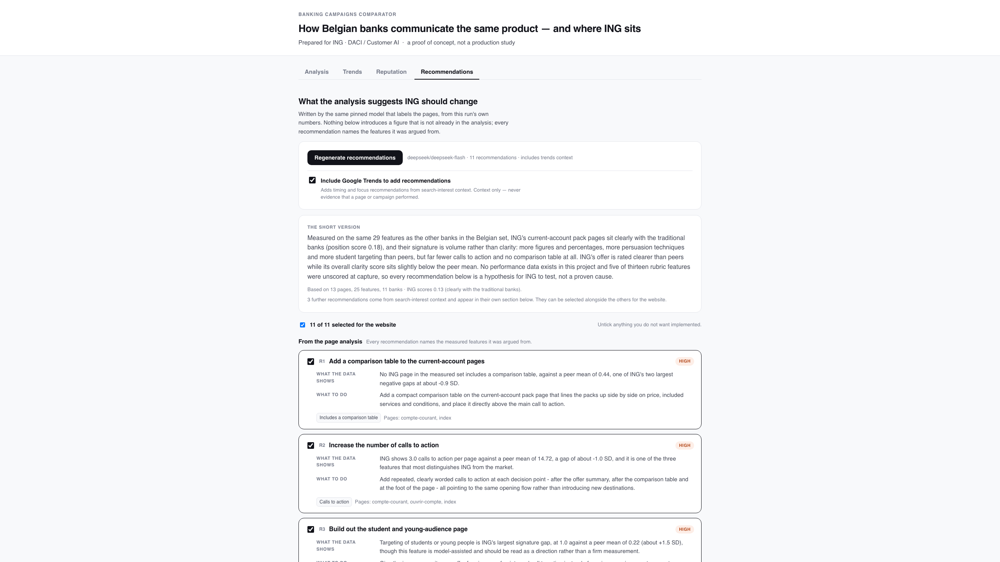 BANKING CAMPAIGNS COMPARATOR
How Belgian banks communicate the same product — and where ING sits
Prepared for ING · DACI / Customer AI · a proof of concept, not a production study
Analysis Trends Reputation Recommendations
What the analysis suggests ING should change
Written by the same pinned model that labels the pages, from this run's own
numbers. Nothing below introduces a figure that is not already in the analysis; every
recommendation names the features it was argued from.
Regenerate recommendations deepseek/deepseek-flash · 11 recommendations · includes trends context
Include Google Trends to add recommendations
Adds timing and focus recommendations from search-interest context. Context only — never
evidence that a page or campaign performed.
THE SHORT VERSION
Measured on the same 29 features as the other banks in the Belgian set, ING's current-account pack pages sit clearly with the traditional
banks (position score 0.18), and their signature is volume rather than clarity: more figures and percentages, more persuasion techniques
and more student targeting than peers, but far fewer calls to action and no comparison table at all. ING's offer is rated clearer than peers
while its overall clarity score sits slightly below the peer mean. No performance data exists in this project and five of thirteen rubric features
were unscored at capture, so every recommendation below is a hypothesis for ING to test, not a proven cause.
Based on 13 pages, 25 features, 11 banks · ING scores 0.13 (clearly with the traditional banks).
3 further recommendations come from search-interest context and appear in their own section below. They can be selected alongside the others for the website.
11 of 11 selected for the website Untick anything you do not want implemented.
From the page analysis Every recommendation names the measured features it was argued from.
R1 Add a comparison table to the current-account pages HIGH
WHAT THE DATA SHOWS No ING page in the measured set includes a comparison table, against a peer mean of 0.44, one of ING's two largest
negative gaps at about -0.9 SD.
WHAT TO DO Add a compact comparison table on the current-account pack page that lines the packs up side by side on price, included
services and conditions, and place it directly above the main call to action.
Includes a comparison table Pages: compte-courant, index
R2 Increase the number of calls to action HIGH
WHAT THE DATA SHOWS ING shows 3.0 calls to action per page against a peer mean of 14.72, a gap of about -1.0 SD, and it is one of the three
features that most distinguishes ING from the market.
WHAT TO DO Add repeated, clearly worded calls to action at each decision point - after the offer summary, after the comparison table and
at the foot of the page - all pointing to the same opening flow rather than introducing new destinations.
Calls to action Pages: compte-courant, ouvrir-compte, index
R3 Build out the student and young-audience page HIGH
WHAT THE DATA SHOWS Targeting of students or young people is ING's largest signature gap, at 1.0 against a peer mean of 0.22 (about +1.5 SD),
though this feature is model-assisted and should be read as a direction rather than a firm measurement.